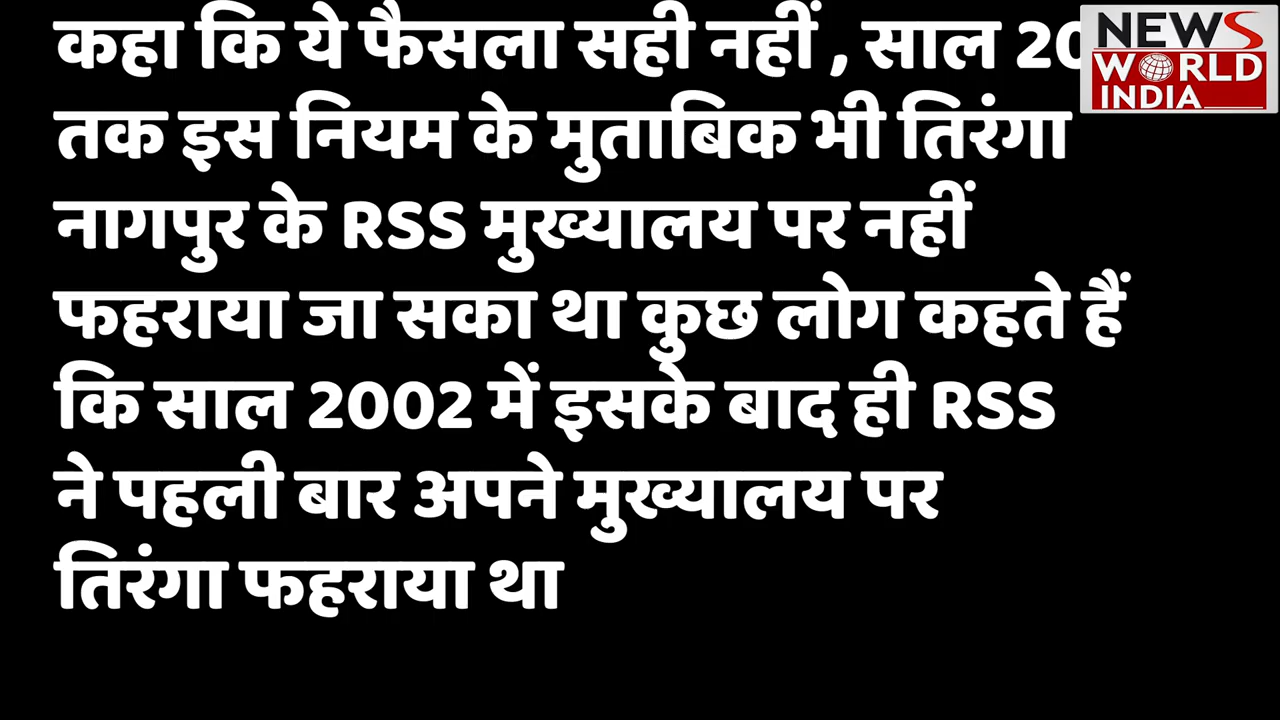 कहा कि ये फैसला सही नहीं , साल
तक इस नियम के मुताबिक भी तिरंगा
नागपुर के RSS मुख्यालय पर नहीं
फहराया जा सका था कुछ लोग कहते हैं
कि साल 2002 में इसके बाद ही RSS
ने पहली बार अपने मुख्यालय पर
तिरंगा फहराया था
NEWS
WORLD
INDIA